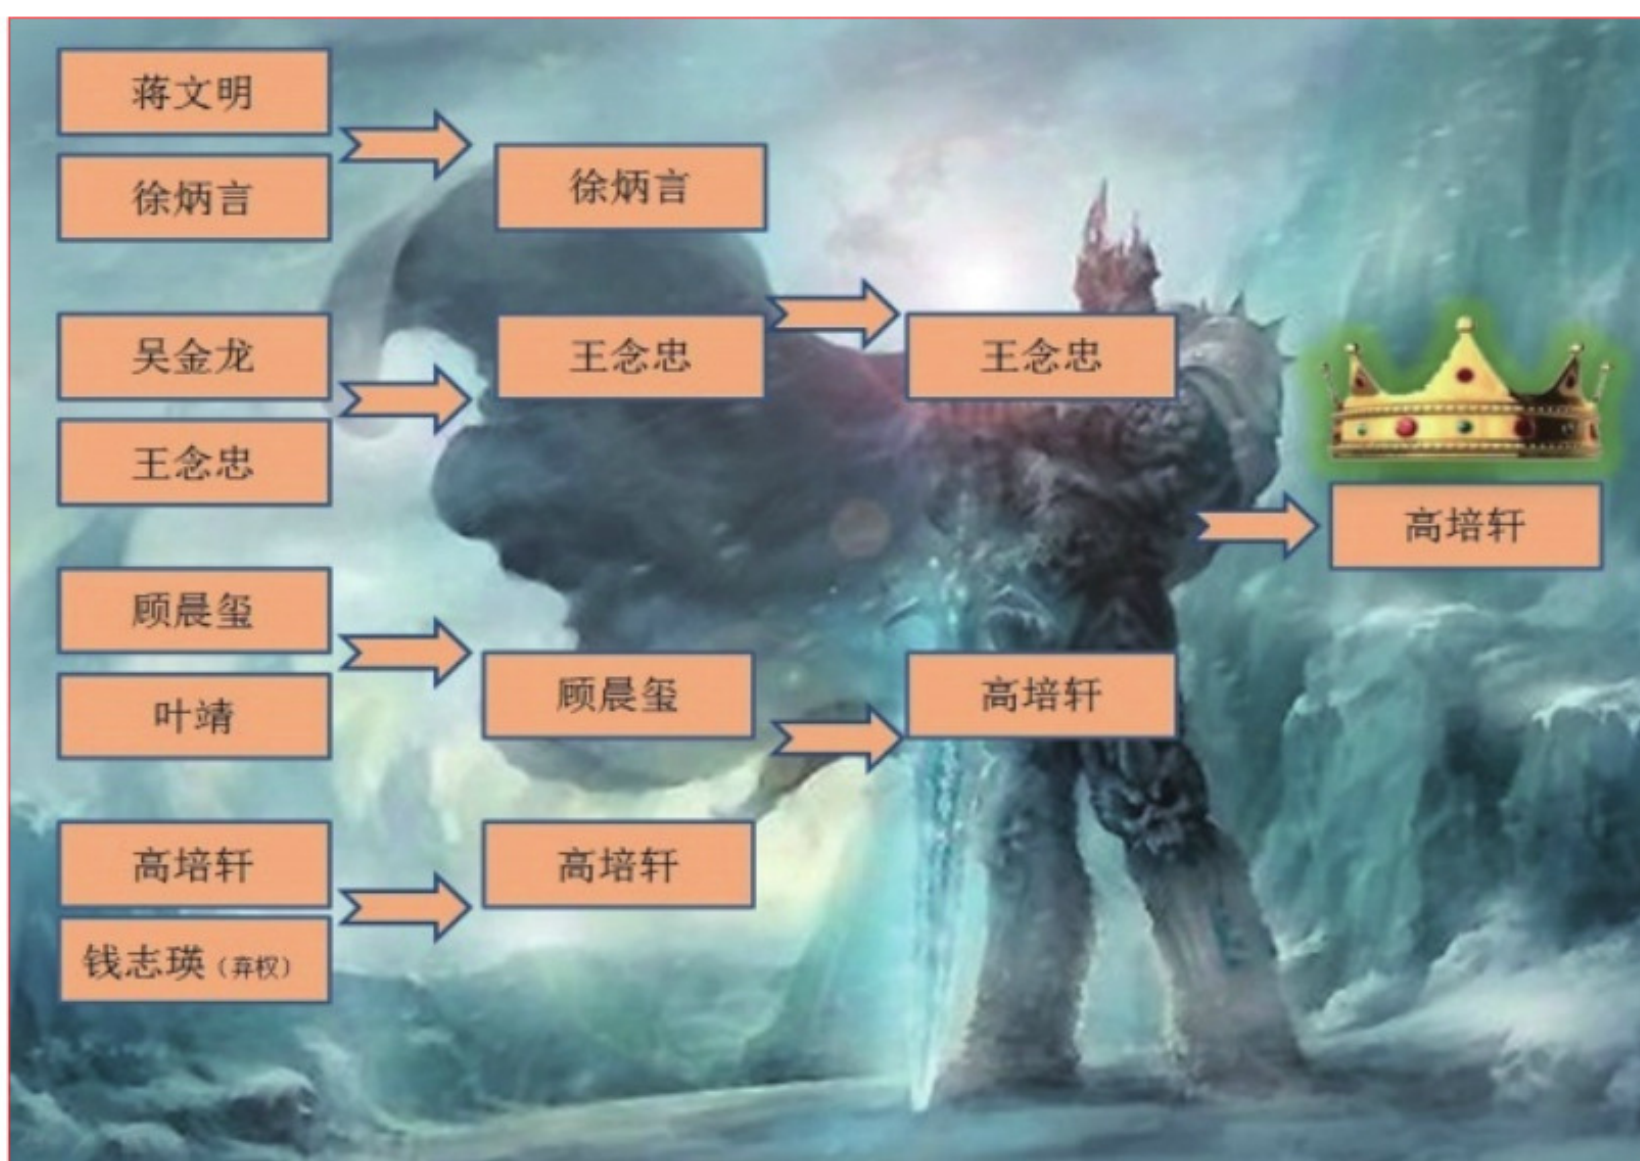 蒋文明
徐炳言
徐炳言
吴金龙
王念忠
王念忠
王念忠
高培轩
顾晨玺
叶靖
顾晨玺
高培轩
高培轩
钱志瑛（弃权）
高培轩